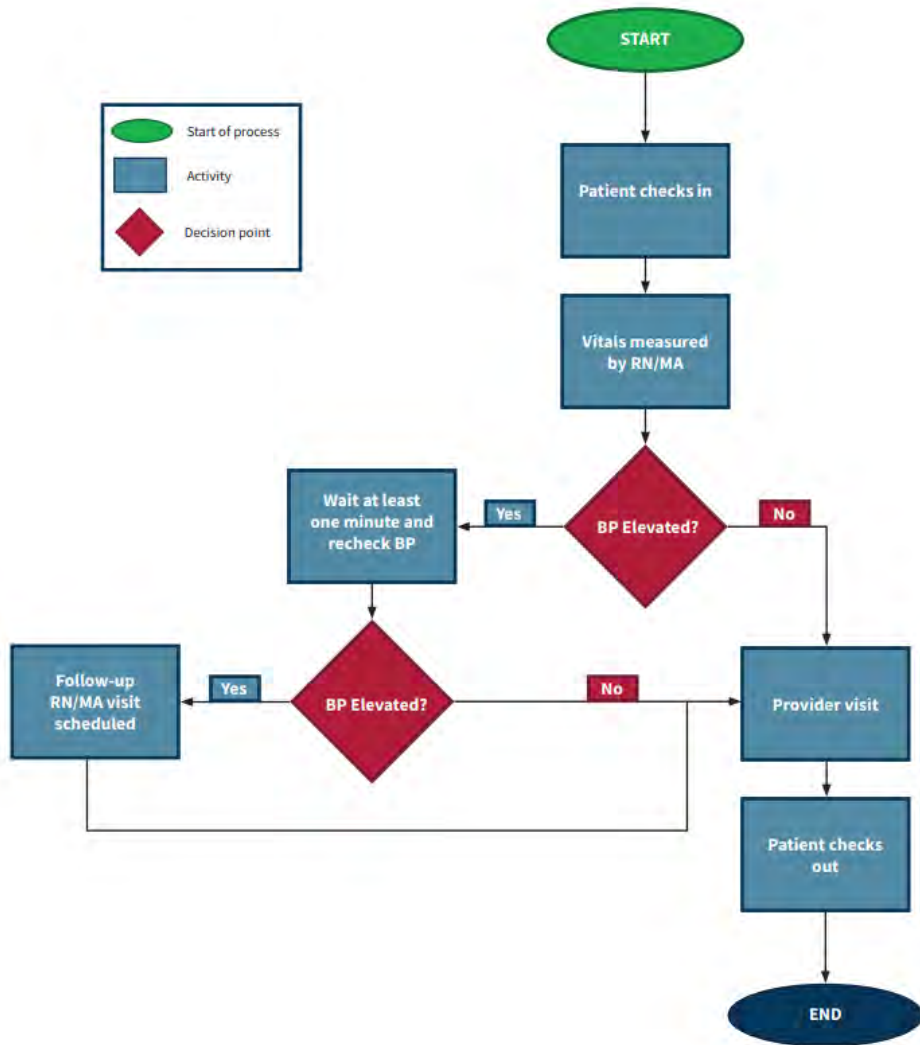 START
Start of process
Activity
Decision point
Patient checks in
Vitals measured
by RN/MA
BP Elevated?
Yes
No
Wait at least
one minute and
recheck BP
BP Elevated?
Yes
No
Follow-up
RN/MA visit
scheduled
Provider visit
Patient checks
out
END